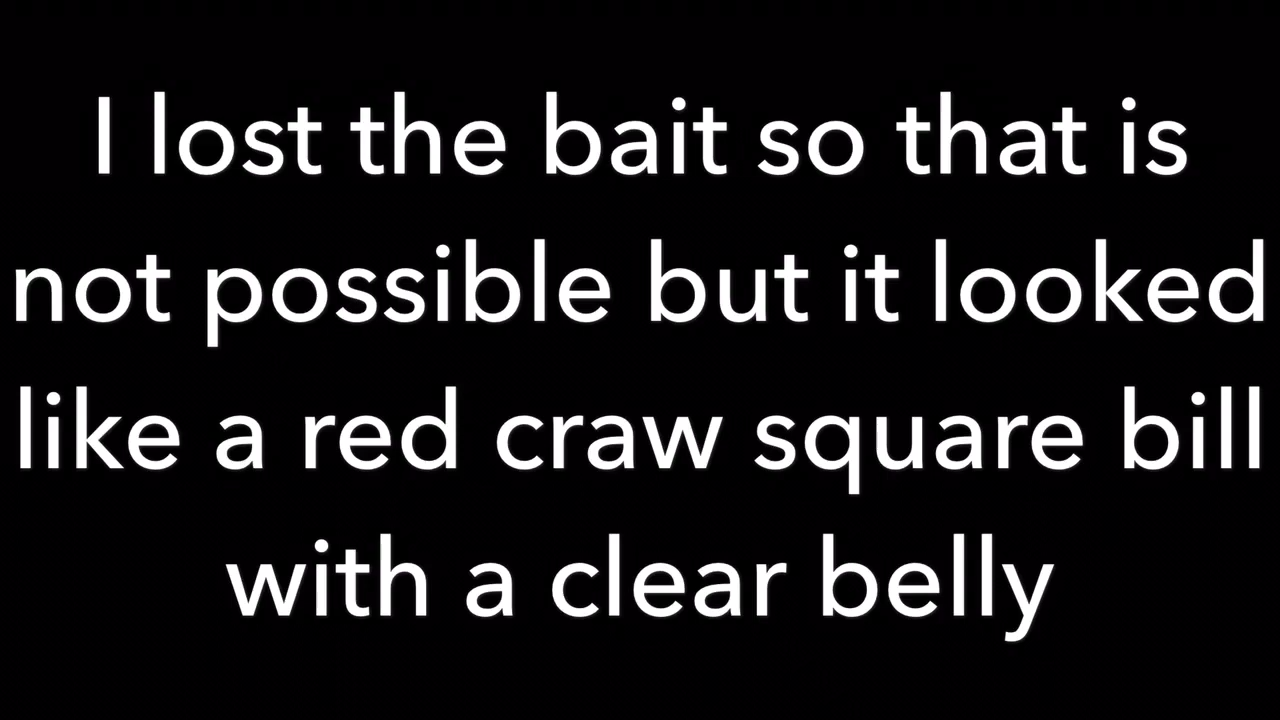 I lost the bait so that is
not possible but it looked
like a red craw square bill
with a clear belly